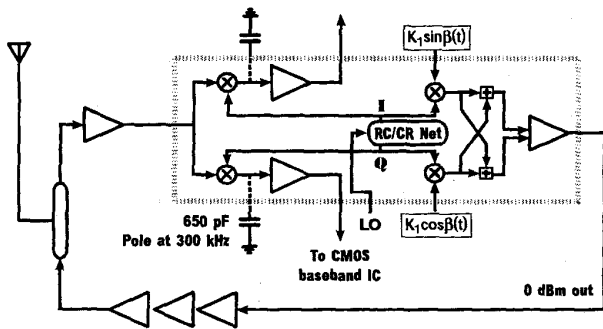 K₁sinβ(t)
I
RC/CR Net
Q
650 pF
Pole at 300 kHz
LO
K₁cosβ(t)
To CMOS
baseband IC
0 dBm out